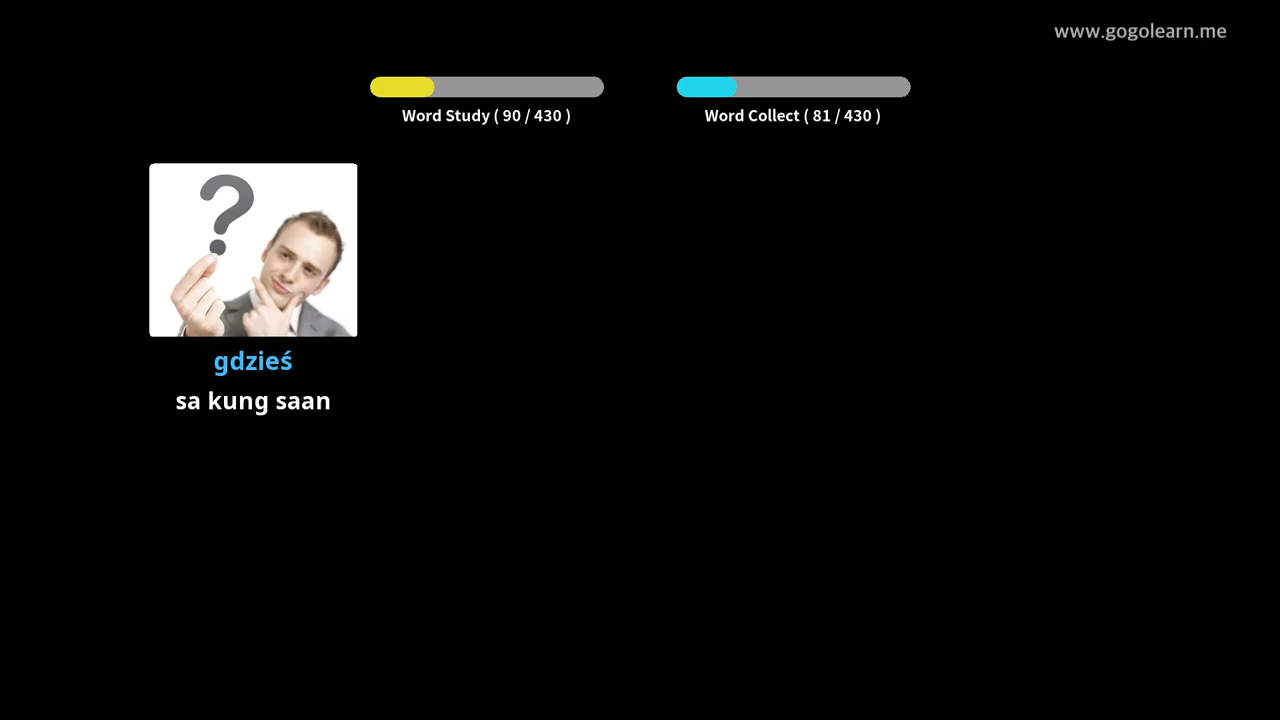 www.gogolearn.me
Word Study ( 90 / 430 )
Word Collect ( 81 / 430 )
?
gdzieś
sa kung saan